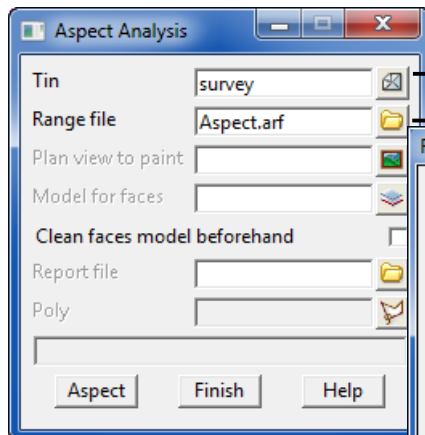 Aspect Analysis
Tin survey
Range file Aspect.arf
Plan view to paint
Model for faces
Clean faces model beforehand
Report file
Poly
Aspect Finish Help